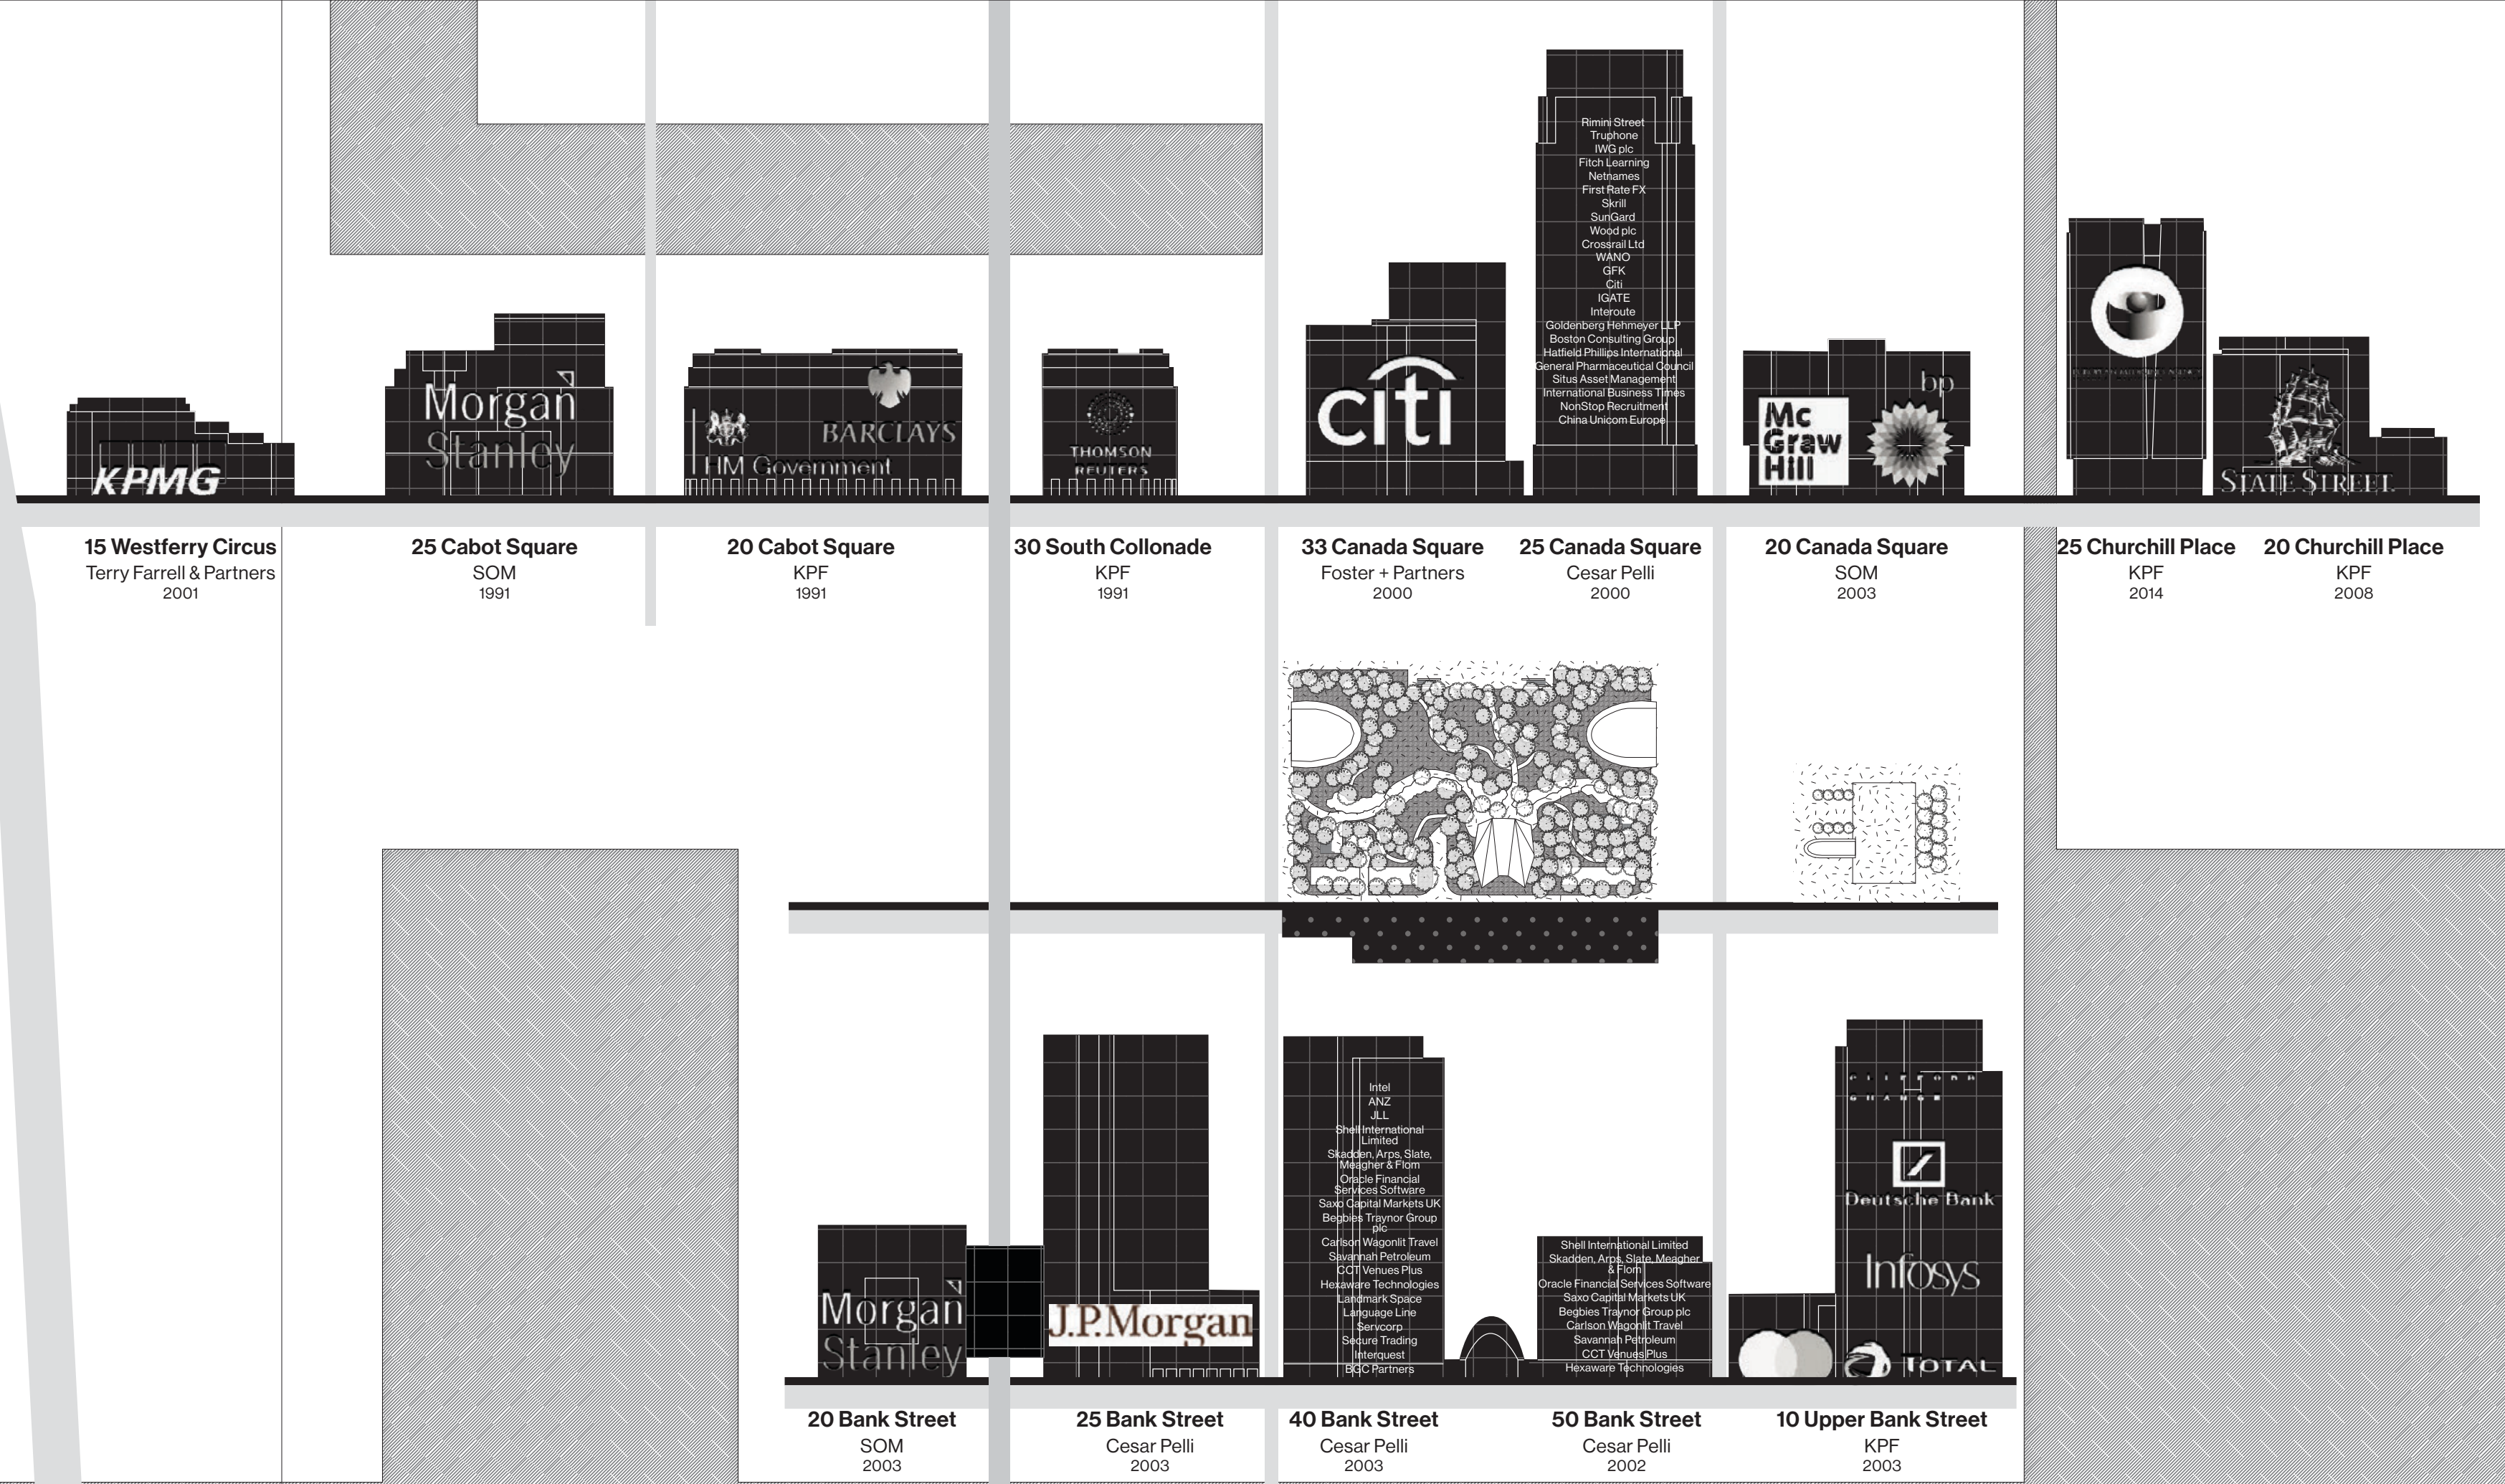 Rimini Street
Truphone
IWG plc
Fitch Learning
Netnames
First Rate FX
Skrill
SunGard
Wood plc
Crossrail Ltd
WANO
GFK
Citi
IGATE
Interoute
Goldenberg Hehmeyer LLP
Boston Consulting Group
Hatfield Phillips International
General Pharmaceutical Council
Situs Asset Management
International Business Times
NonStop Recruitment
China Unicom Europe
KPMG
Morgan
Stanley
HM Government
BARCLAYS
THOMSON
REUTERS
citi
Mc
Graw
Hill
bp
STATE STREET
15 Westferry Circus
Terry Farrell & Partners
2001
25 Cabot Square
SOM
1991
20 Cabot Square
KPF
1991
30 South Collonade
KPF
1991
33 Canada Square
Foster + Partners
2000
25 Canada Square
Cesar Pelli
2000
20 Canada Square
SOM
2003
25 Churchill Place
KPF
2014
20 Churchill Place
KPF
2008
Morgan
Stanley
J.P.Morgan
Intel
ANZ
JLL
Shell International
Limited
Skadden, Arps, Slate,
Meagher & Flom
Oracle Financial
Services Software
Saxo Capital Markets UK
Begbies Traynor Group
plc
Carlson Wagonlit Travel
Savannah Petroleum
CCT Venues Plus
Hexaware Technologies
Landmark Space
Language Line
Servcorp
Secure Trading
Interquest
BGC Partners
Shell International Limited
Skadden, Arps, Slate, Meagher
& Flom
Oracle Financial Services Software
Saxo Capital Markets UK
Begbies Traynor Group plc
Carlson Wagonlit Travel
Savannah Petroleum
CCT Venues Plus
Hexaware Technologies
Deutsche Bank
Infosys
TOTAL
20 Bank Street
SOM
2003
25 Bank Street
Cesar Pelli
2003
40 Bank Street
Cesar Pelli
2003
50 Bank Street
Cesar Pelli
2002
10 Upper Bank Street
KPF
2003